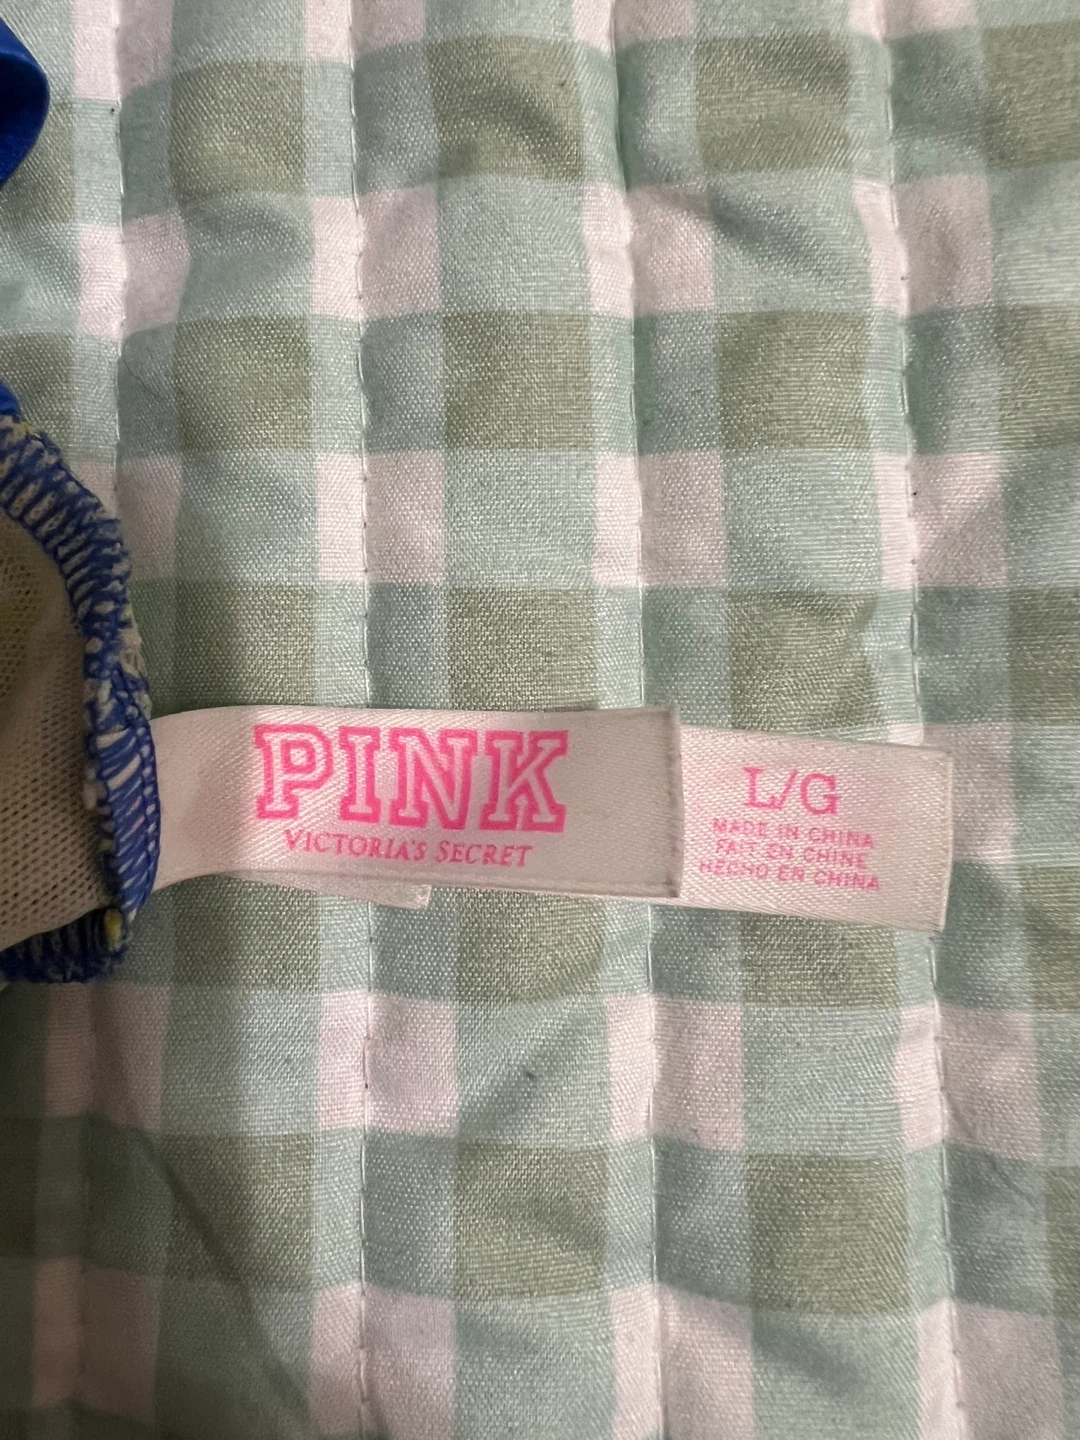 PINK
VICTORIA'S SECRET
L/G
MADE IN CHINA
FAIT EN CHINE
HECHO EN CHINA